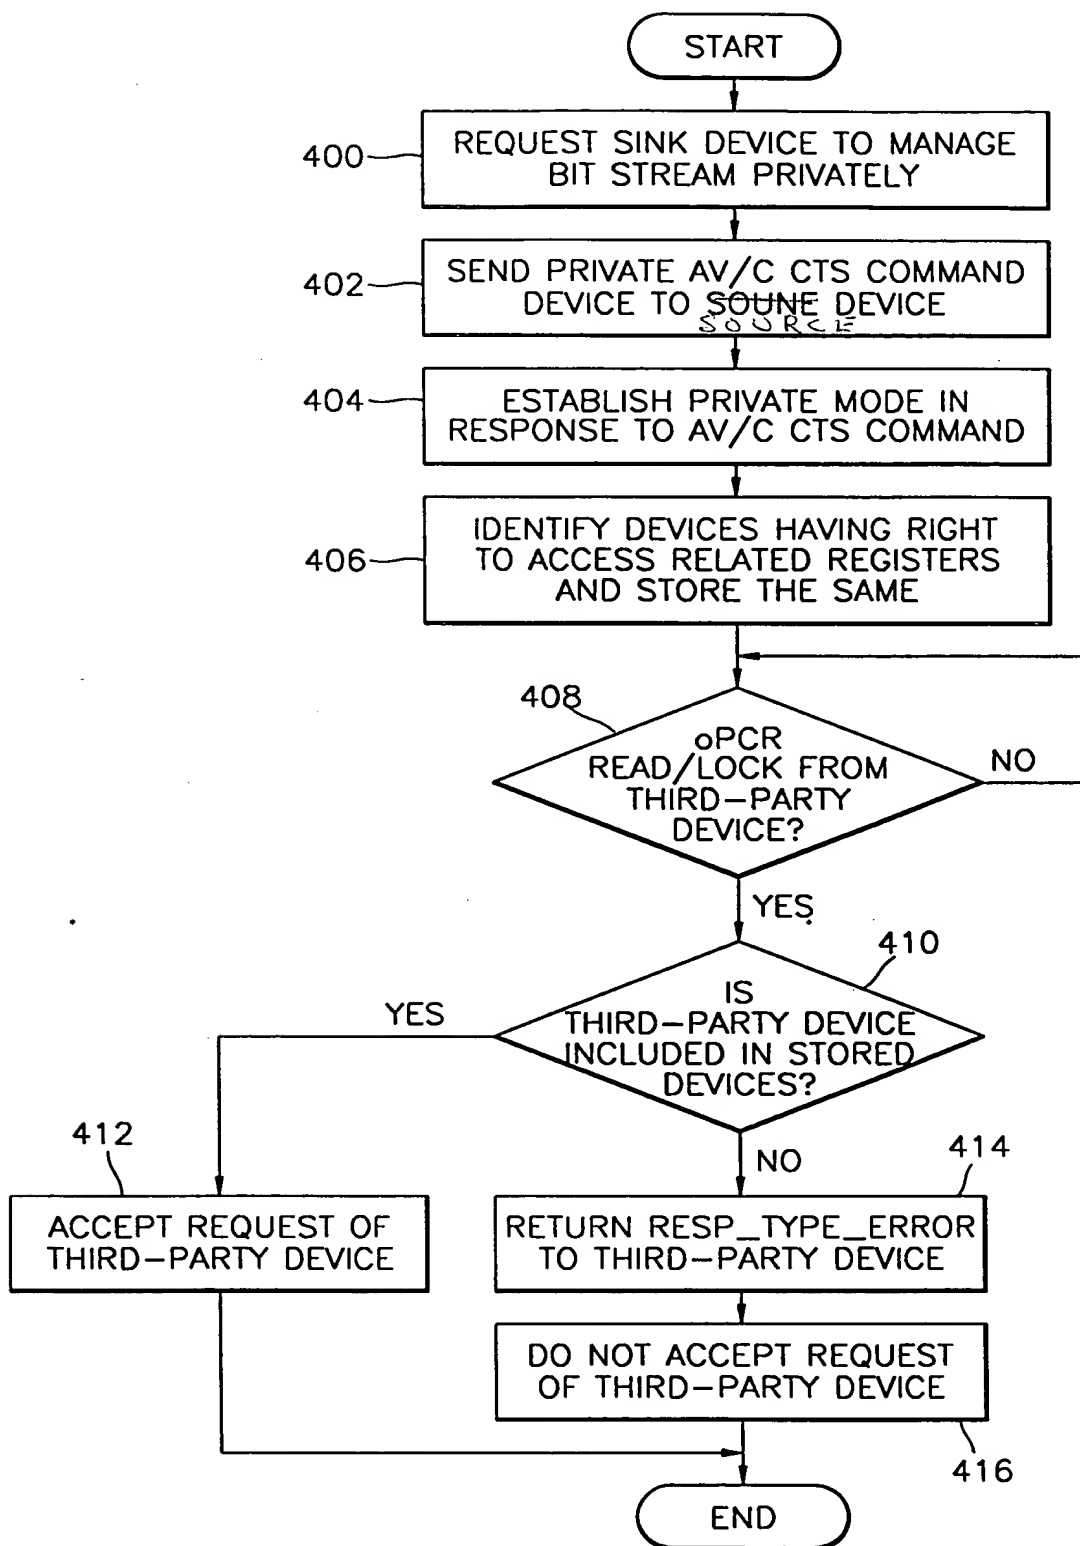 START
400
REQUEST SINK DEVICE TO MANAGE
BIT STREAM PRIVATELY
402
SEND PRIVATE AV/C CTS COMMAND
DEVICE TO SOUNE DEVICE
SOURCE
404
ESTABLISH PRIVATE MODE IN
RESPONSE TO AV/C CTS COMMAND
406
IDENTIFY DEVICES HAVING RIGHT
TO ACCESS RELATED REGISTERS
AND STORE THE SAME
408
oPCR
READ/LOCK FROM
THIRD-PARTY
DEVICE?
NO
YES
410
IS
THIRD-PARTY DEVICE
INCLUDED IN STORED
DEVICES?
YES
NO
412
ACCEPT REQUEST OF
THIRD-PARTY DEVICE
414
RETURN RESP_TYPE_ERROR
TO THIRD-PARTY DEVICE
DO NOT ACCEPT REQUEST
OF THIRD-PARTY DEVICE
416
END